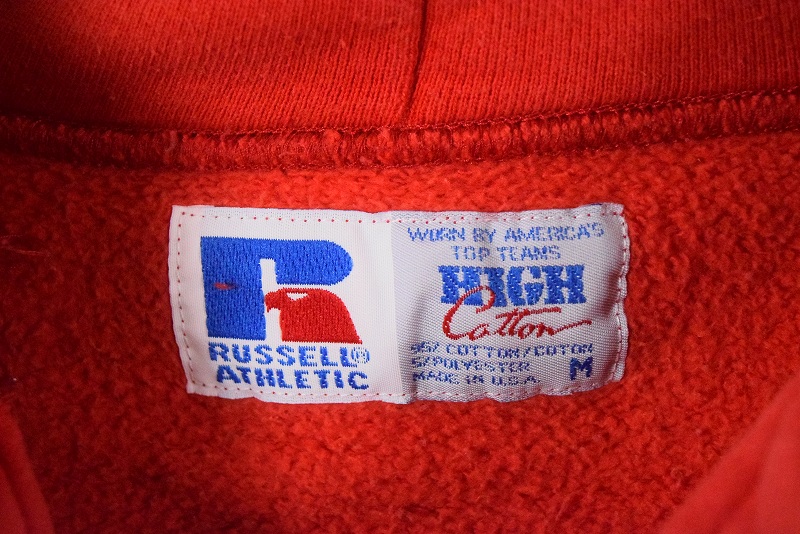 RUSSELL®
ATHLETIC
WORN BY AMERICA'S
TOP TEAMS
HIGH
Cotton
95/COTTON/COTON
5/POLYESTER
MADE IN U.S.A.
M